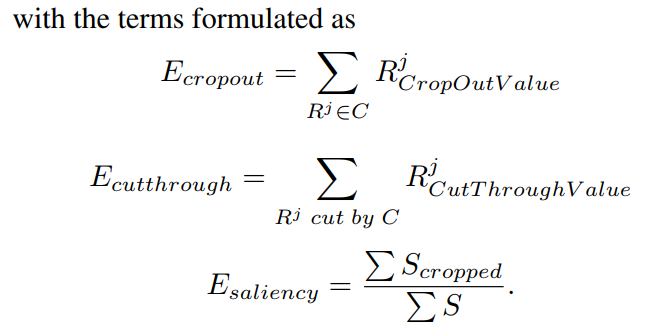 with the terms formulated as
E_{cropout} = \sum_{R^j \in C} R^j_{CropOutValue}
E_{cutthrough} = \sum_{R^j \text{ cut by } C} R^j_{CutThroughValue}
E_{saliency} = \frac{\sum S_{cropped}}{\sum S}.